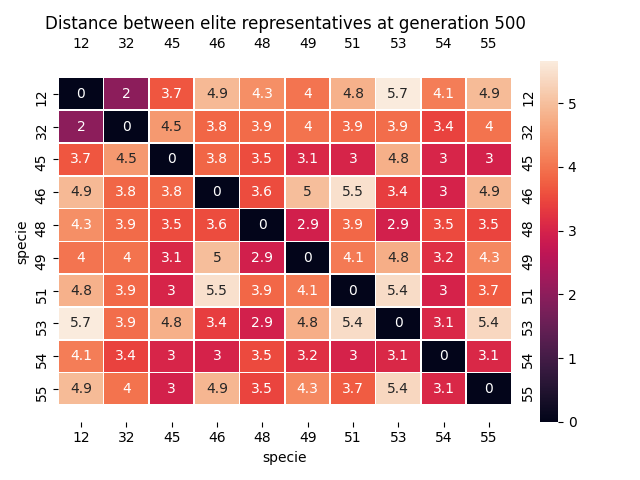 Distance between elite representatives at generation 500
12 32 45 46 48 49 51 53 54 55
12 0 2 3.7 4.9 4.3 4 4.8 5.7 4.1 4.9 12
32 2 0 4.5 3.8 3.9 4 3.9 3.9 3.4 4 32
45 3.7 4.5 0 3.8 3.5 3.1 3 4.8 3 3 45
46 4.9 3.8 3.8 0 3.6 5 5.5 3.4 3 4.9 46
48 4.3 3.9 3.5 3.6 0 2.9 3.9 2.9 3.5 3.5 48
49 4 4 3.1 5 2.9 0 4.1 4.8 3.2 4.3 49
51 4.8 3.9 3 5.5 3.9 4.1 0 5.4 3 3.7 51
53 5.7 3.9 4.8 3.4 2.9 4.8 5.4 0 3.1 5.4 53
54 4.1 3.4 3 3 3.5 3.2 3 3.1 0 3.1 54
55 4.9 4 3 4.9 3.5 4.3 3.7 5.4 3.1 0 55
12 32 45 46 48 49 51 53 54 55
specie
specie
5
4
3
2
1
0